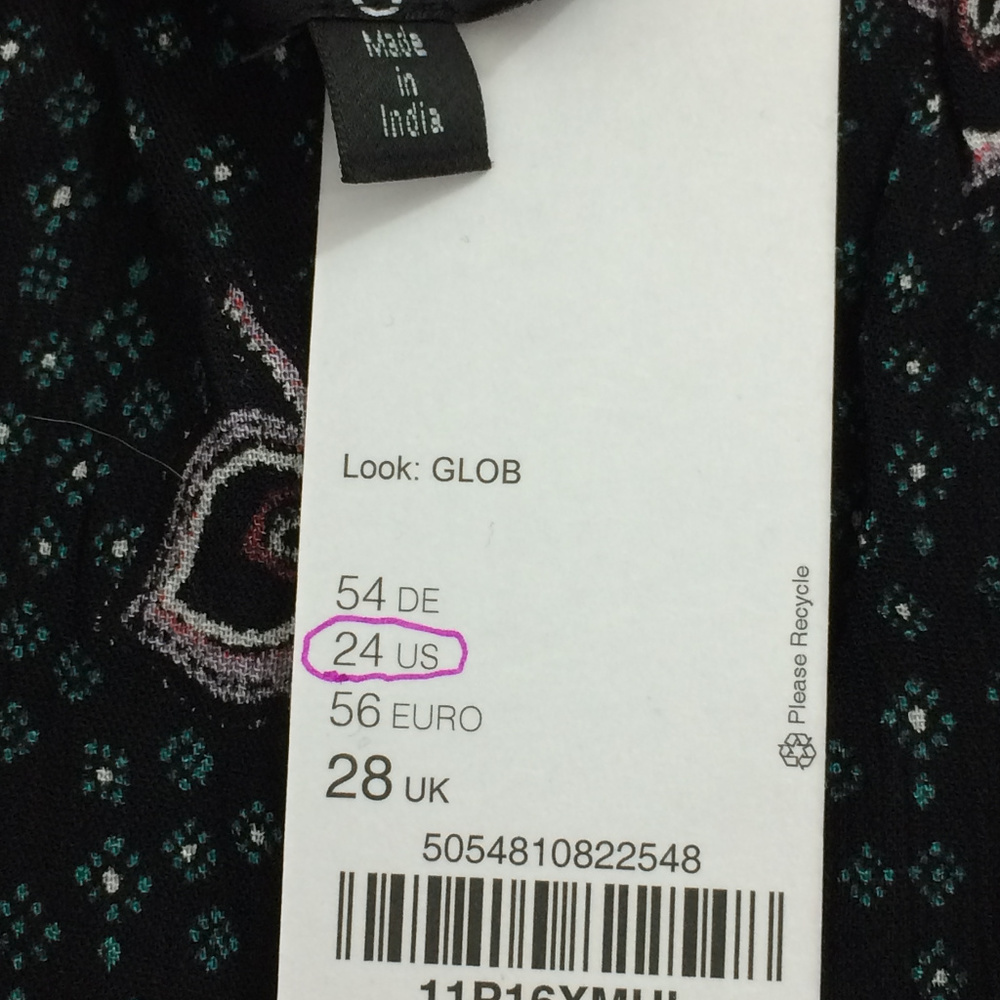 Made
in
India
Look: GLOB
54 DE
24 US
56 EURO
28 UK
Please Recycle
5054810822548